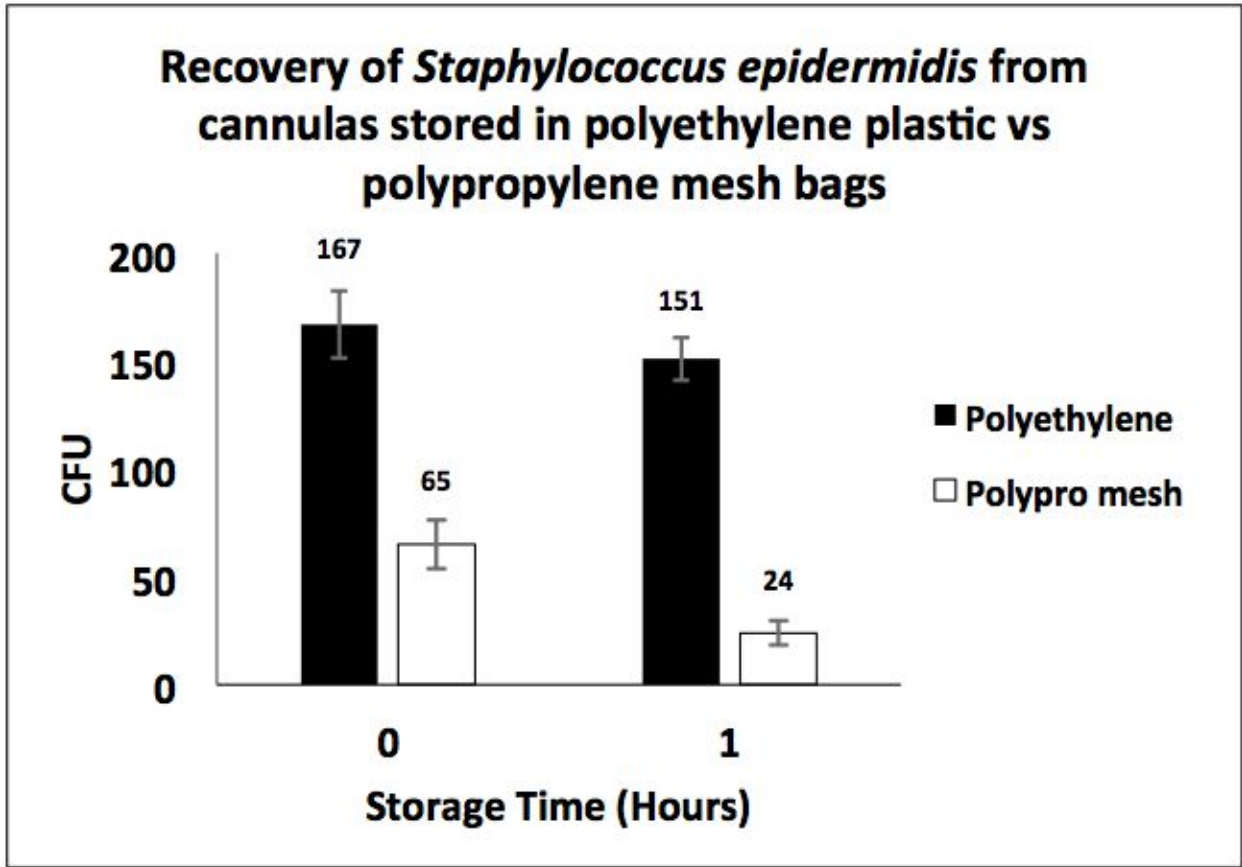 Recovery of Staphylococcus epidermidis from
cannulas stored in polyethylene plastic vs
polypropylene mesh bags
200
150
100
50
0
CFU
167
65
151
24
0
1
Storage Time (Hours)
Polyethylene
Polypro mesh